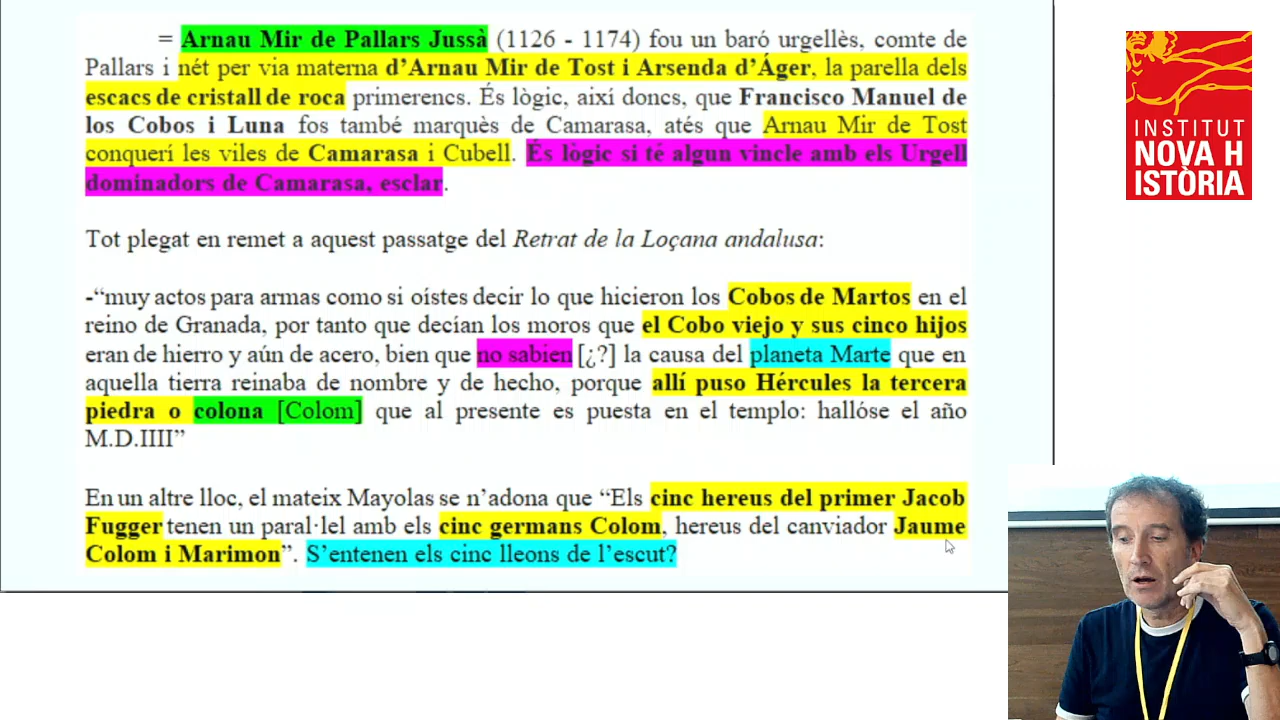 = Arnau Mir de Pallars Jussà (1126 - 1174) fou un baró urgellès, comte de
Pallars i nét per via materna d’Arnau Mir de Tost i Arsenda d’Áger, la parella dels
escacs de cristall de roca primerencs. És lògic, així doncs, que Francisco Manuel de
los Cobos i Luna fos també marquès de Camarasa, atés que Arnau Mir de Tost
conquerí les viles de Camarasa i Cubell. És lògic si té algun vincle amb els Urgell
dominadors de Camarasa, esclar.
Tot plegat en remet a aquest passatge del Retrat de la Loçana andalusa:
-“muy actos para armas como si oístes decir lo que hicieron los Cobos de Martos en el
reino de Granada, por tanto que decían los moros que el Cobo viejo y sus cinco hijos
eran de hierro y aún de acero, bien que no sabien [¿?] la causa del planeta Marte que en
aquella tierra reinaba de nombre y de hecho, porque allí puso Hércules la tercera
piedra o colona [Colom] que al presente es puesta en el templo: hallóse el año
M.D.IIII”
En un altre lloc, el mateix Mayolas se n’adona que “Els cinc hereus del primer Jacob
Fugger tenen un paral·lel amb els cinc germans Colom, hereus del canviador Jaume
Colom i Marimon”. S’entenen els cinc lleons de l’escut?
INSTITUT
NOVA H
ISTÒRIA